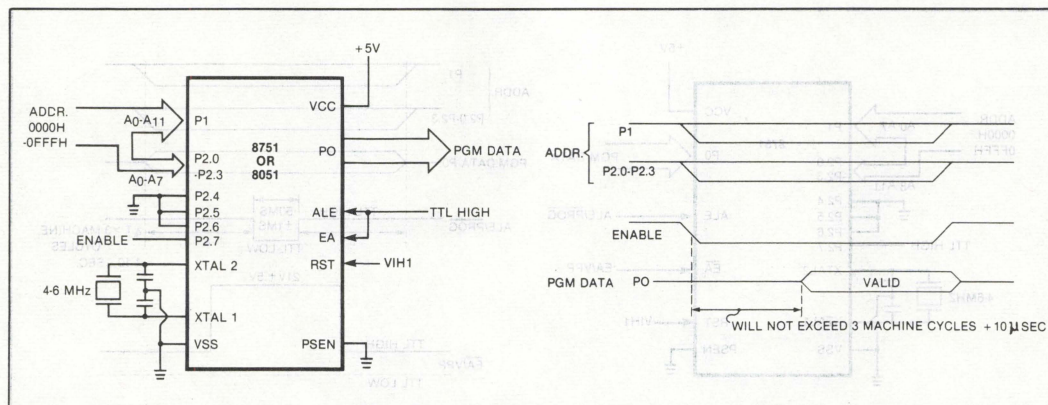 +5V
ADDR.
0000H
-0FFFH
A0-A11
A0-A7
P1
P2.0
-P2.3
P2.4
P2.5
P2.6
P2.7
ENABLE
XTAL 2
4-6 MHz
XTAL 1
VSS
8751
OR
8051
VCC
PO
PGM DATA
ALE
TTL HIGH
EA
RST
VIH1
PSEN
ADDR.
P1
P2.0-P2.3
ENABLE
PGM DATA PO
VALID
WILL NOT EXCEED 3 MACHINE CYCLES +10 μSEC